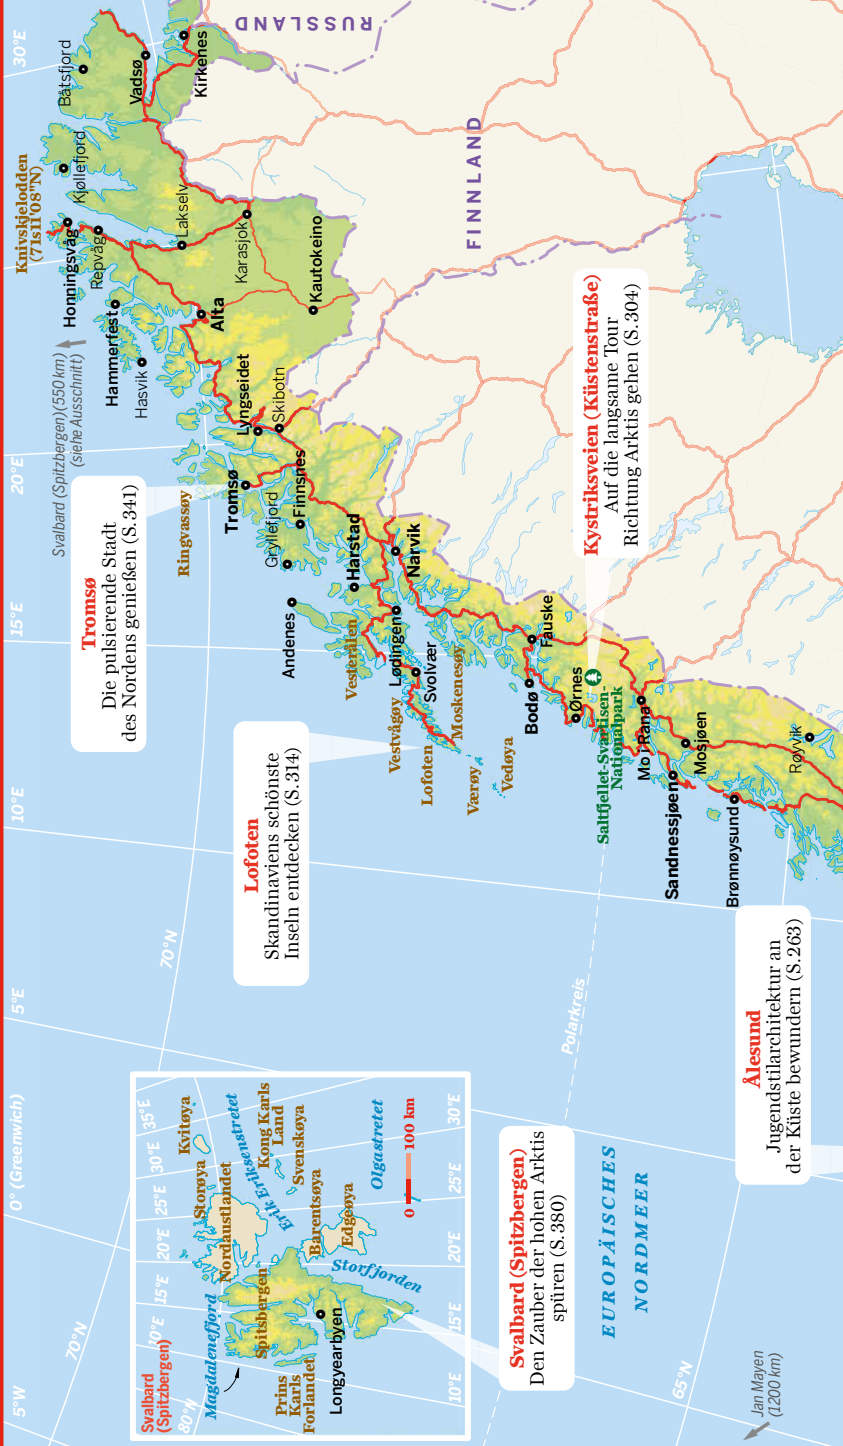 5°W
0° (Greenwich)
5°E
10°E
15°E
20°E
30°E
70°N
70°N
65°N
Svalbard (Spitzbergen)(550 km)
(siehe Ausschnitt)
Knivskjelodden
(71s11'08"N)
Honningsvåg
Repvåg
Kjøllefjord
Båtsfjord
Vadsø
Kirkenes
RUSSLAND
Hammerfest
Hasvik
Lakselv
Karasjok
Alta
Kautokeino
FINNLAND
Lyngseidet
Skibotn
Tromsø
Die pulsierende Stadt
des Nordens genießen (S. 341)
Ringvassøy
Tromsø
Gryllefjord
Finnsnes
Andenes
Harstad
Narvik
Vesterålen
Lødingen
Svolvær
Vestvågøy
Lofoten
Moskenesøy
Værøy
Vedøya
Lofoten
Skandinaviens schönste
Inseln entdecken (S. 314)
Kystriksveien (Küstenstraße)
Auf die langsame Tour
Richtung Arktis gehen (S. 304)
Fauske
Bodø
Ørnes
Saltfjellet-Svartisen-
Nationalpark
Mo i Rana
Mosjøen
Sandnessjøen
Brønnøysund
Røyvik
Polarkreis
Ålesund
Jugendstilarchitektur an
der Küste bewundern (S. 263)
Svalbard
(Spitzbergen)
80°N
10°E
15°E
20°E
25°E
30°E
35°E
Magdalenefjord
Spitsbergen
Nordaustlandet
Storøya
Kvitøya
Erik Eriksenstretet
Kong Karls
Land
Svenskøya
Barentsøya
Edgeøya
Olgastretet
Storfjorden
Prins
Karls
Forlandet
Longyearbyen
0
100 km
10°E
15°E
20°E
25°E
30°E
Svalbard (Spitzbergen)
Den Zauber der hohen Arktis
spüren (S. 380)
EUROPÄISCHES
NORDMEER
Jan Mayen
(1200 km)